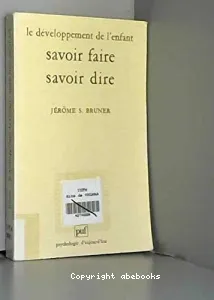 le développement de l'enfant
savoir faire
savoir dire
JÉRÔME S. BRUNER
puf
psychologie d'aujourd'hui
Copyright abebooks